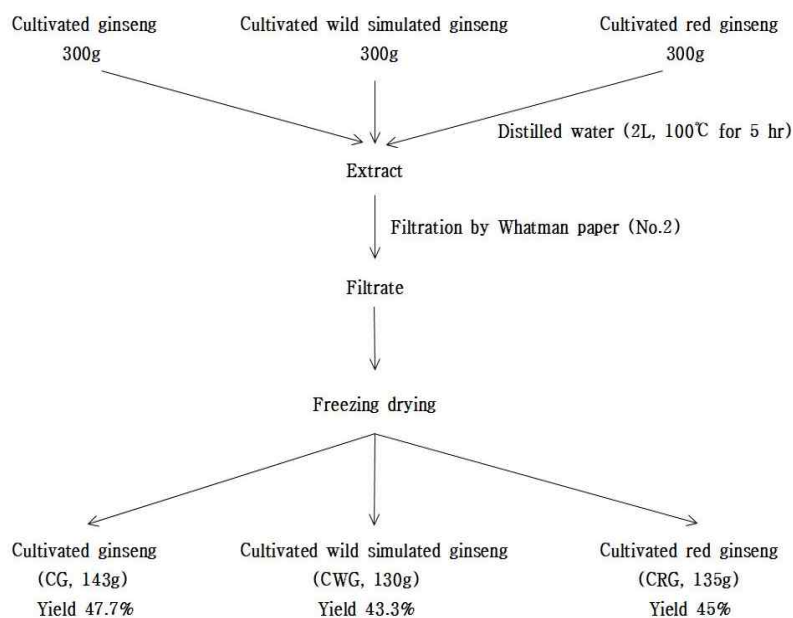 Cultivated ginseng
300g
Cultivated wild simulated ginseng
300g
Cultivated red ginseng
300g
Distilled water (2L, 100℃ for 5 hr)
Extract
Filtration by Whatman paper (No.2)
Filtrate
Freezing drying
Cultivated ginseng
(CG, 143g)
Yield 47.7%
Cultivated wild simulated ginseng
(CWG, 130g)
Yield 43.3%
Cultivated red ginseng
(CRG, 135g)
Yield 45%